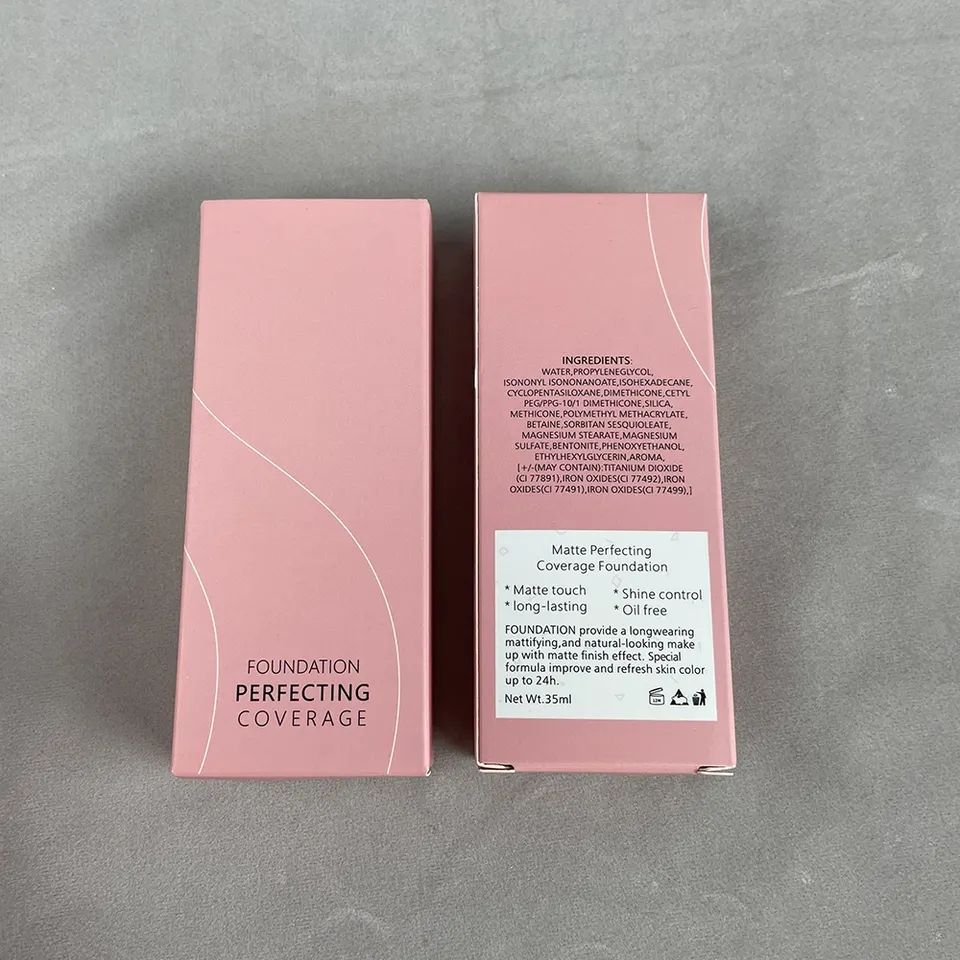 FOUNDATION
PERFECTING
COVERAGE
INGREDIENTS:
WATER,PROPYLENEGLYCOL,
ISONONYL ISONONANOATE,ISOHEXADECANE,
CYCLOPENTASILOXANE,DIMETHICONE,CETYL
PEG/PPG-10/1 DIMETHICONE,SILICA,
METHICONE,POLYMETHYL METHACRYLATE,
BETAINE,SORBITAN SESQUIOLEATE,
MAGNESIUM STEARATE,MAGNESIUM
SULFATE,BENTONITE,PHENOXYETHANOL,
ETHYLHEXYLGLYCERIN,AROMA,
[+/-(MAY CONTAIN):TITANIUM DIOXIDE
(CI 77891),IRON OXIDES(CI 77492),IRON
OXIDES(CI 77491),IRON OXIDES(CI 77499),]
Matte Perfecting
Coverage Foundation
* Matte touch * Shine control
* long-lasting * Oil free
FOUNDATION provide a longwearing
mattifying,and natural-looking make
up with matte finish effect. Special
formula improve and refresh skin color
up to 24h.
Net Wt.35ml
12M